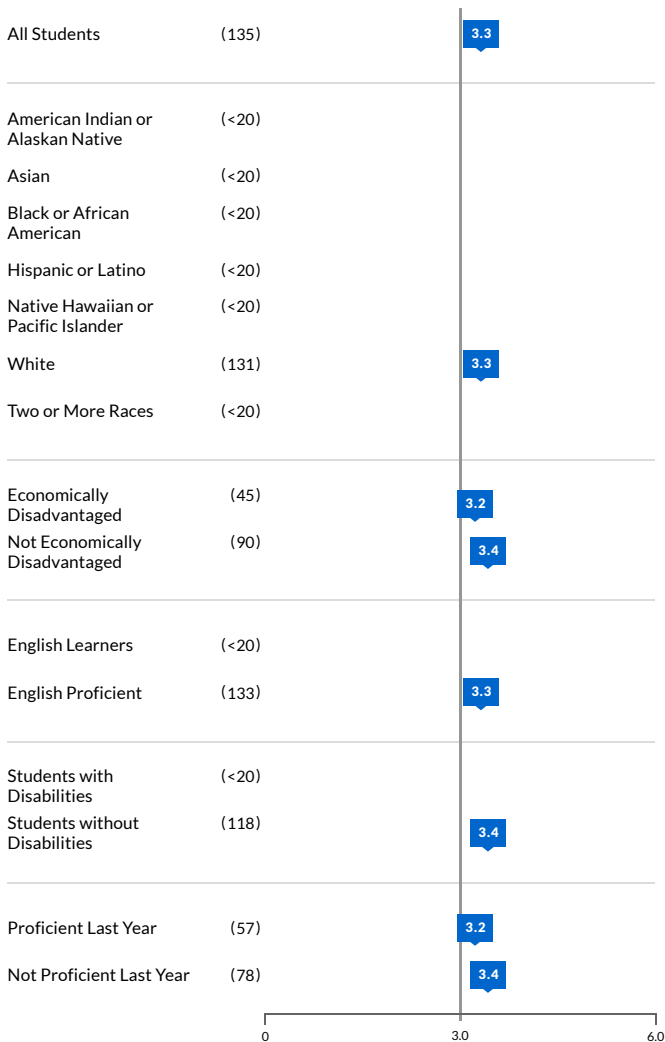 All Students (135) 3.3
American Indian or (<20)
Alaskan Native
Asian (<20)
Black or African (<20)
American
Hispanic or Latino (<20)
Native Hawaiian or (<20)
Pacific Islander
White (131) 3.3
Two or More Races (<20)
Economically (45) 3.2
Disadvantaged
Not Economically (90) 3.4
Disadvantaged
English Learners (<20)
English Proficient (133) 3.3
Students with (<20)
Disabilities
Students without (118) 3.4
Disabilities
Proficient Last Year (57) 3.2
Not Proficient Last Year (78) 3.4
0 3.0 6.0